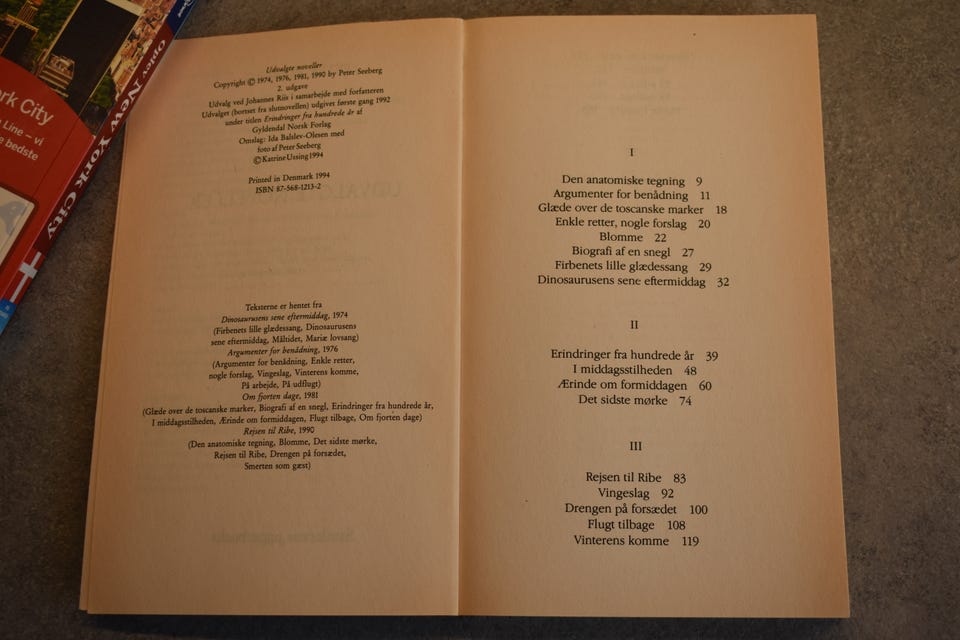 ork City
Line – vi
e bedste
Oplev New York City
Udvalgte noveller
Copyright © 1974, 1976, 1981, 1990 by Peter Seeberg
2. udgave
Udvalg ved Johannes Riis i samarbejde med forfatteren
Udvalget (bortset fra slutnovellen) udgivet første gang 1992
under titlen Erindringer fra hundrede år af
Gyldendal Norsk Forlag
Omslag: Ida Balslev-Olesen med
foto af Peter Seeberg
© Katrine Ussing 1994
Printed in Denmark 1994
ISBN 87-568-1213-2
Teksterne er hentet fra
Dinosaurusens sene eftermiddag, 1974
(Firbenets lille glædessang, Dinosaurusens
sene eftermiddag, Måltidet, Mariæ lovsang)
Argumenter for benådning, 1976
(Argumenter for benådning, Enkle retter,
nogle forslag, Vingeslag, Vinterens komme,
På arbejde, På udflugt)
Om fjorten dage, 1981
(Glæde over de toscanske marker, Biografi af en snegl, Erindringer fra hundrede år,
I middagsstilheden, Ærinde om formiddagen, Flugt tilbage, Om fjorten dage)
Rejsen til Ribe, 1990
(Den anatomiske tegning, Blomme, Det sidste mørke,
Rejsen til Ribe, Drengen på forsædet,
Smerten som gæst)
I
Den anatomiske tegning 9
Argumenter for benådning 11
Glæde over de toscanske marker 18
Enkle retter, nogle forslag 20
Blomme 22
Biografi af en snegl 27
Firbenets lille glædessang 29
Dinosaurusens sene eftermiddag 32
II
Erindringer fra hundrede år 39
I middagsstilheden 48
Ærinde om formiddagen 60
Det sidste mørke 74
III
Rejsen til Ribe 83
Vingeslag 92
Drengen på forsædet 100
Flugt tilbage 108
Vinterens komme 119